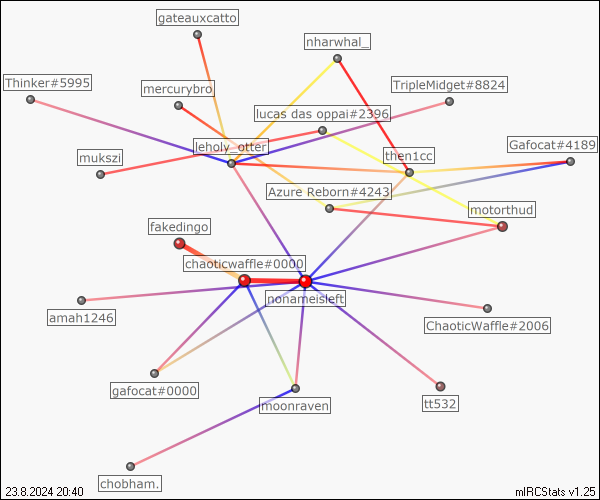 gateauxcatto
nharwhal_
Thinker#5995
mercurybro
TripleMidget#8824
lucas das oppai#2396
leholy_otter
Gafocat#4189
mukszi
then1cc
Azure Reborn#4243
motorthud
fakedingo
chaoticwaffle#0000
nonameisleft
amah1246
ChaoticWaffle#2006
gafocat#0000
moonraven
tt532
chobham.
23.8.2024 20:40
mIRCStats v1.25